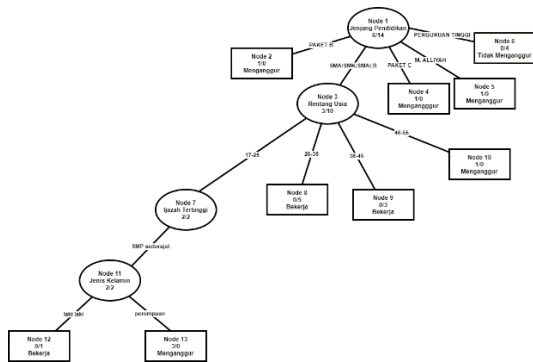 Node 1
Jenjang Pendidikan
6/14
PERGURUAN TINGGI
Node 6
0/4
Tidak Menganggur
PAKET B
Node 2
1/0
Menganggur
SMA/SMK/SMALB
PAKET C
M. ALLIYAH
Node 4
1/0
Mengangggur
Node 5
1/0
Menganggur
Node 3
Rentang Usia
3/10
17-25
26-35
36-45
46-55
Node 10
1/0
Menganggur
Node 8
0/5
Bekerja
Node 9
0/3
Bekerja
Node 7
Ijazah Tertinggi
2/2
SMP sederajat
Node 11
Jenis Kelamin
2/2
laki laki
perempuan
Node 12
0/1
Bekerja
Node 13
3/0
Menganggur